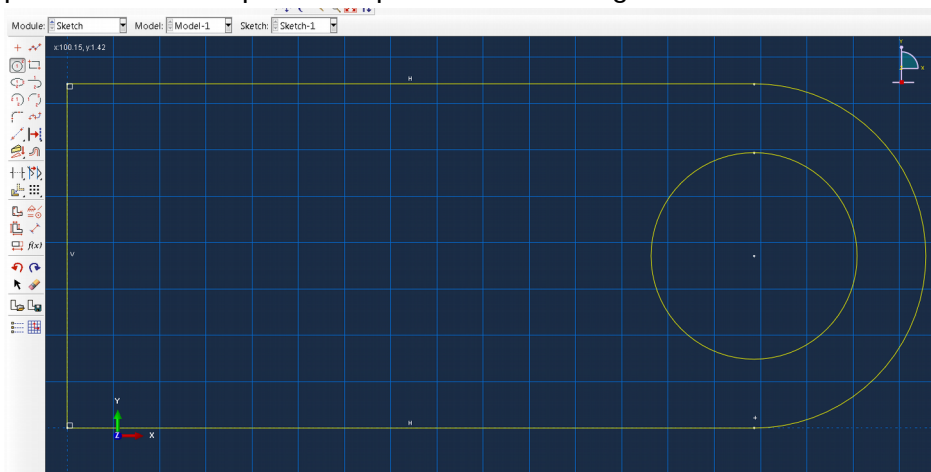 Module: Sketch Model: Model-1 Sketch: Sketch-1
x:100.15, y:1.42
Y
X
H
V
f(x)
Y
Z X
H